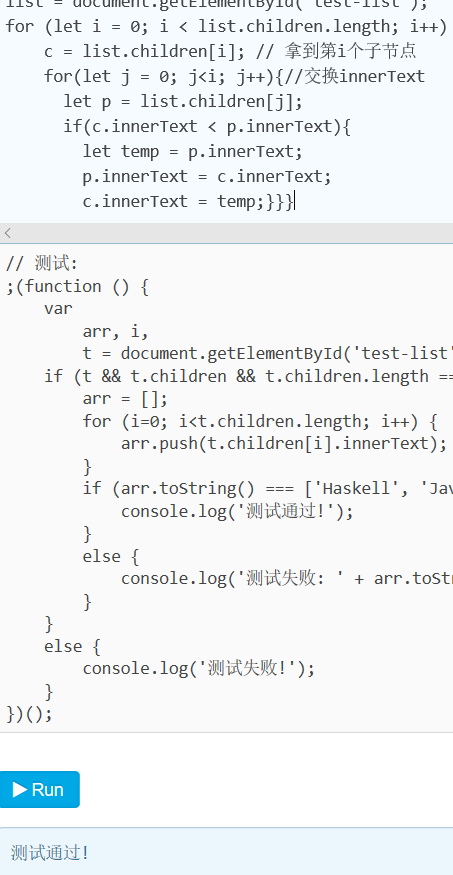 list = document.getElementById('test-list');
for (let i = 0; i < list.children.length; i++)
    c = list.children[i]; // 拿到第i个子节点
    for(let j = 0; j<i; j++){//交换innerText
      let p = list.children[j];
      if(c.innerText < p.innerText){
        let temp = p.innerText;
        p.innerText = c.innerText;
        c.innerText = temp;}}}
// 测试:
;(function () {
    var
        arr, i,
        t = document.getElementById('test-list'
    if (t && t.children && t.children.length ==
        arr = [];
        for (i=0; i<t.children.length; i++) {
            arr.push(t.children[i].innerText);
        }
        if (arr.toString() === ['Haskell', 'Jav
            console.log('测试通过!');
        }
        else {
            console.log('测试失败: ' + arr.toStr
        }
    }
    else {
        console.log('测试失败!');
    }
})();
Run
测试通过!